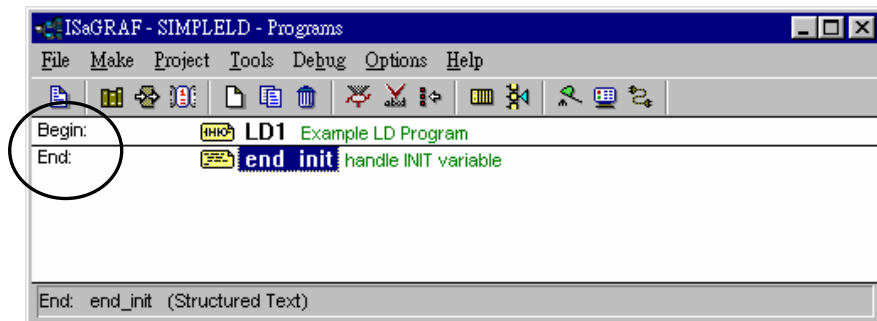 ISaGRAF - SIMPLELD - Programs
File Make Project Tools Debug Options Help
Begin: LD1 Example LD Program
End: end_init handle INIT variable
End: end_init (Structured Text)